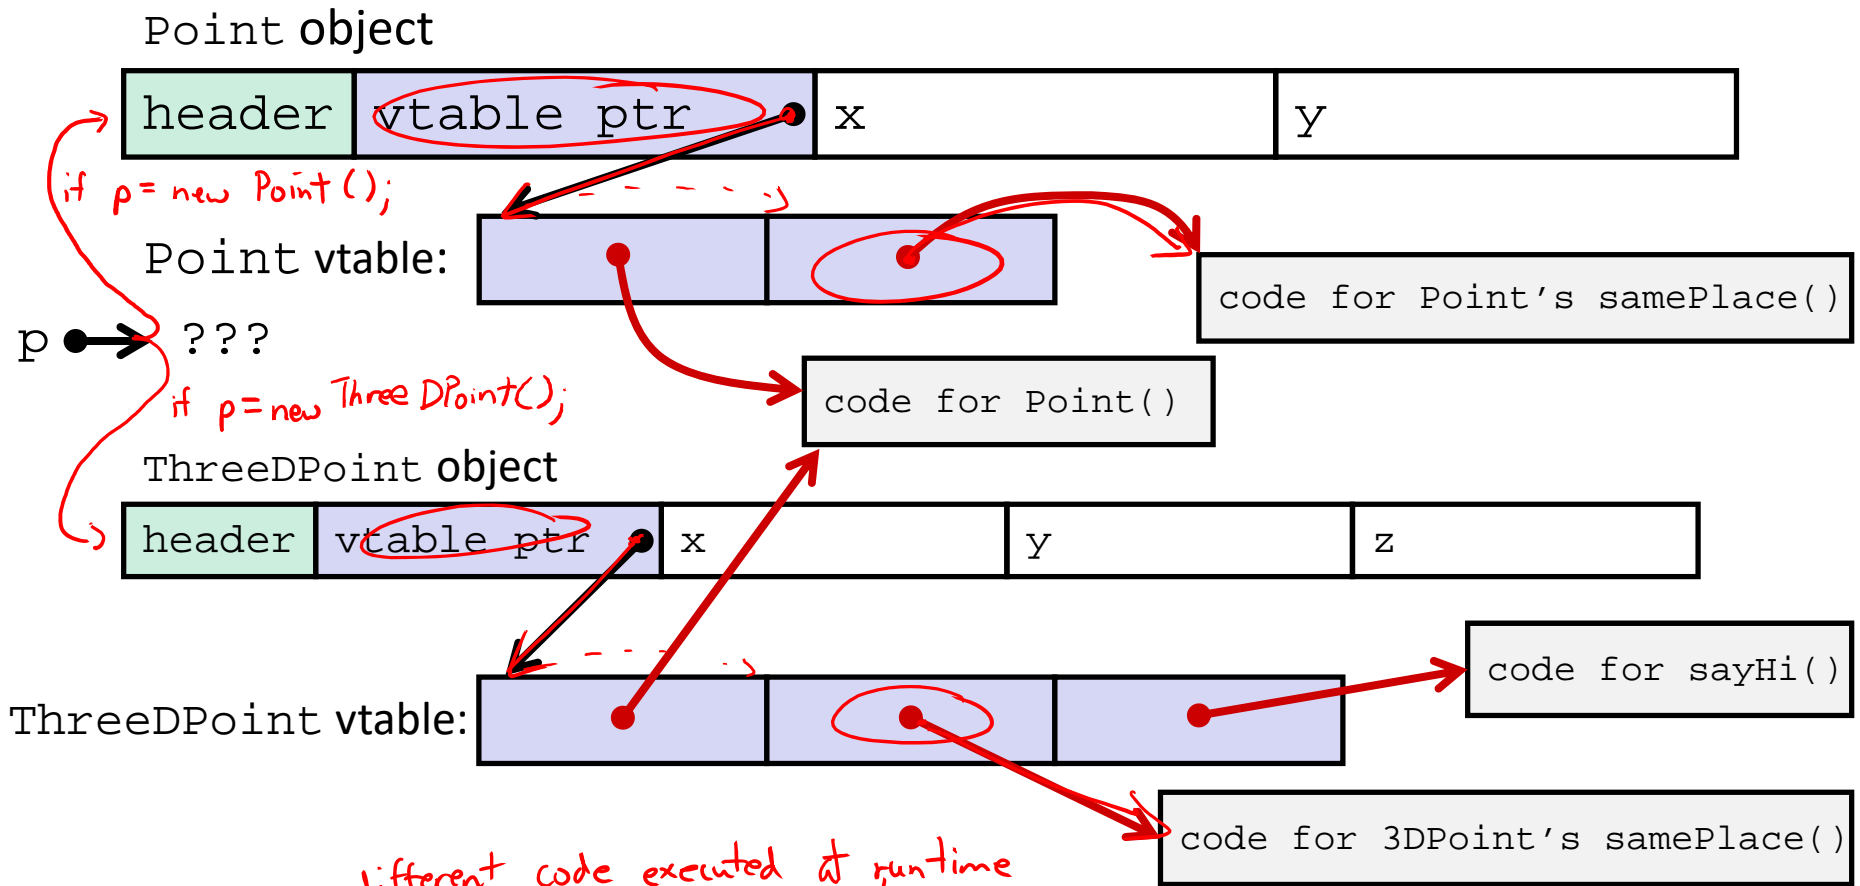 Point object
header vtable ptr x y
if p = new Point();
Point vtable:
code for Point's samePlace()
p ???
code for Point()
if p = new ThreeDPoint();
ThreeDPoint object
header vtable ptr x y z
code for sayHi()
ThreeDPoint vtable:
code for 3DPoint's samePlace()
different code executed at runtime